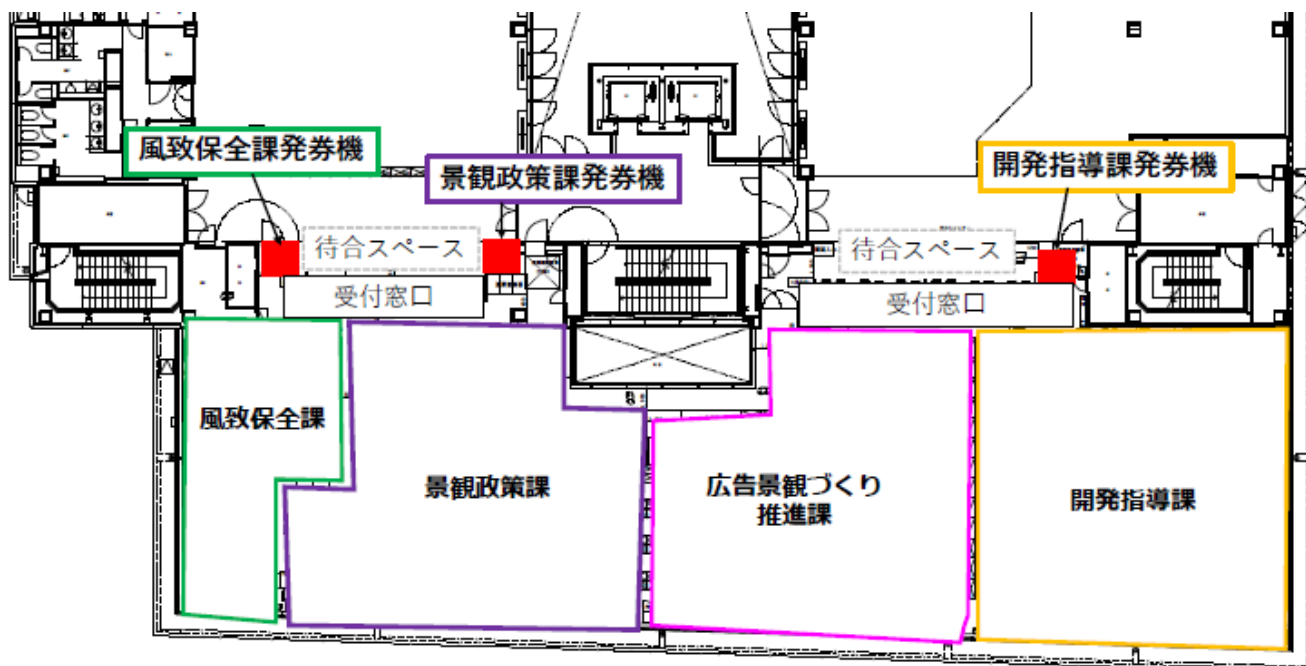 風致保全課発券機
景観政策課発券機
開発指導課発券機
待合スペース
待合スペース
受付窓口
受付窓口
風致保全課
景観政策課
広告景観づくり
推進課
開発指導課